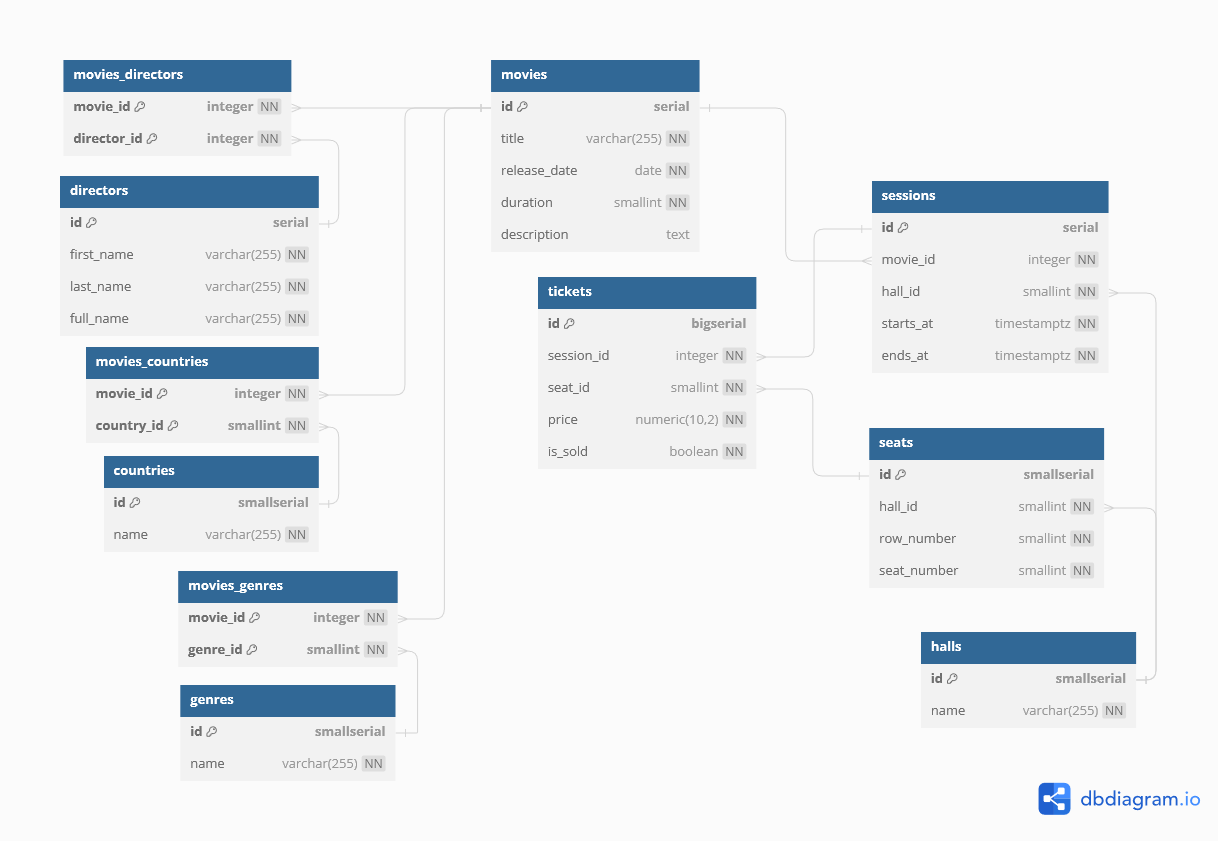 movies_directors
movie_id integer NN
director_id integer NN
directors
id serial
first_name varchar(255) NN
last_name varchar(255) NN
full_name varchar(255) NN
movies_countries
movie_id integer NN
country_id smallint NN
countries
id smallserial
name varchar(255) NN
movies_genres
movie_id integer NN
genre_id smallint NN
genres
id smallserial
name varchar(255) NN
movies
id serial
title varchar(255) NN
release_date date NN
duration smallint NN
description text
tickets
id bigserial
session_id integer NN
seat_id smallint NN
price numeric(10,2) NN
is_sold boolean NN
sessions
id serial
movie_id integer NN
hall_id smallint NN
starts_at timestamptz NN
ends_at timestamptz NN
seats
id smallserial
hall_id smallint NN
row_number smallint NN
seat_number smallint NN
halls
id smallserial
name varchar(255) NN
dbdiagram.io